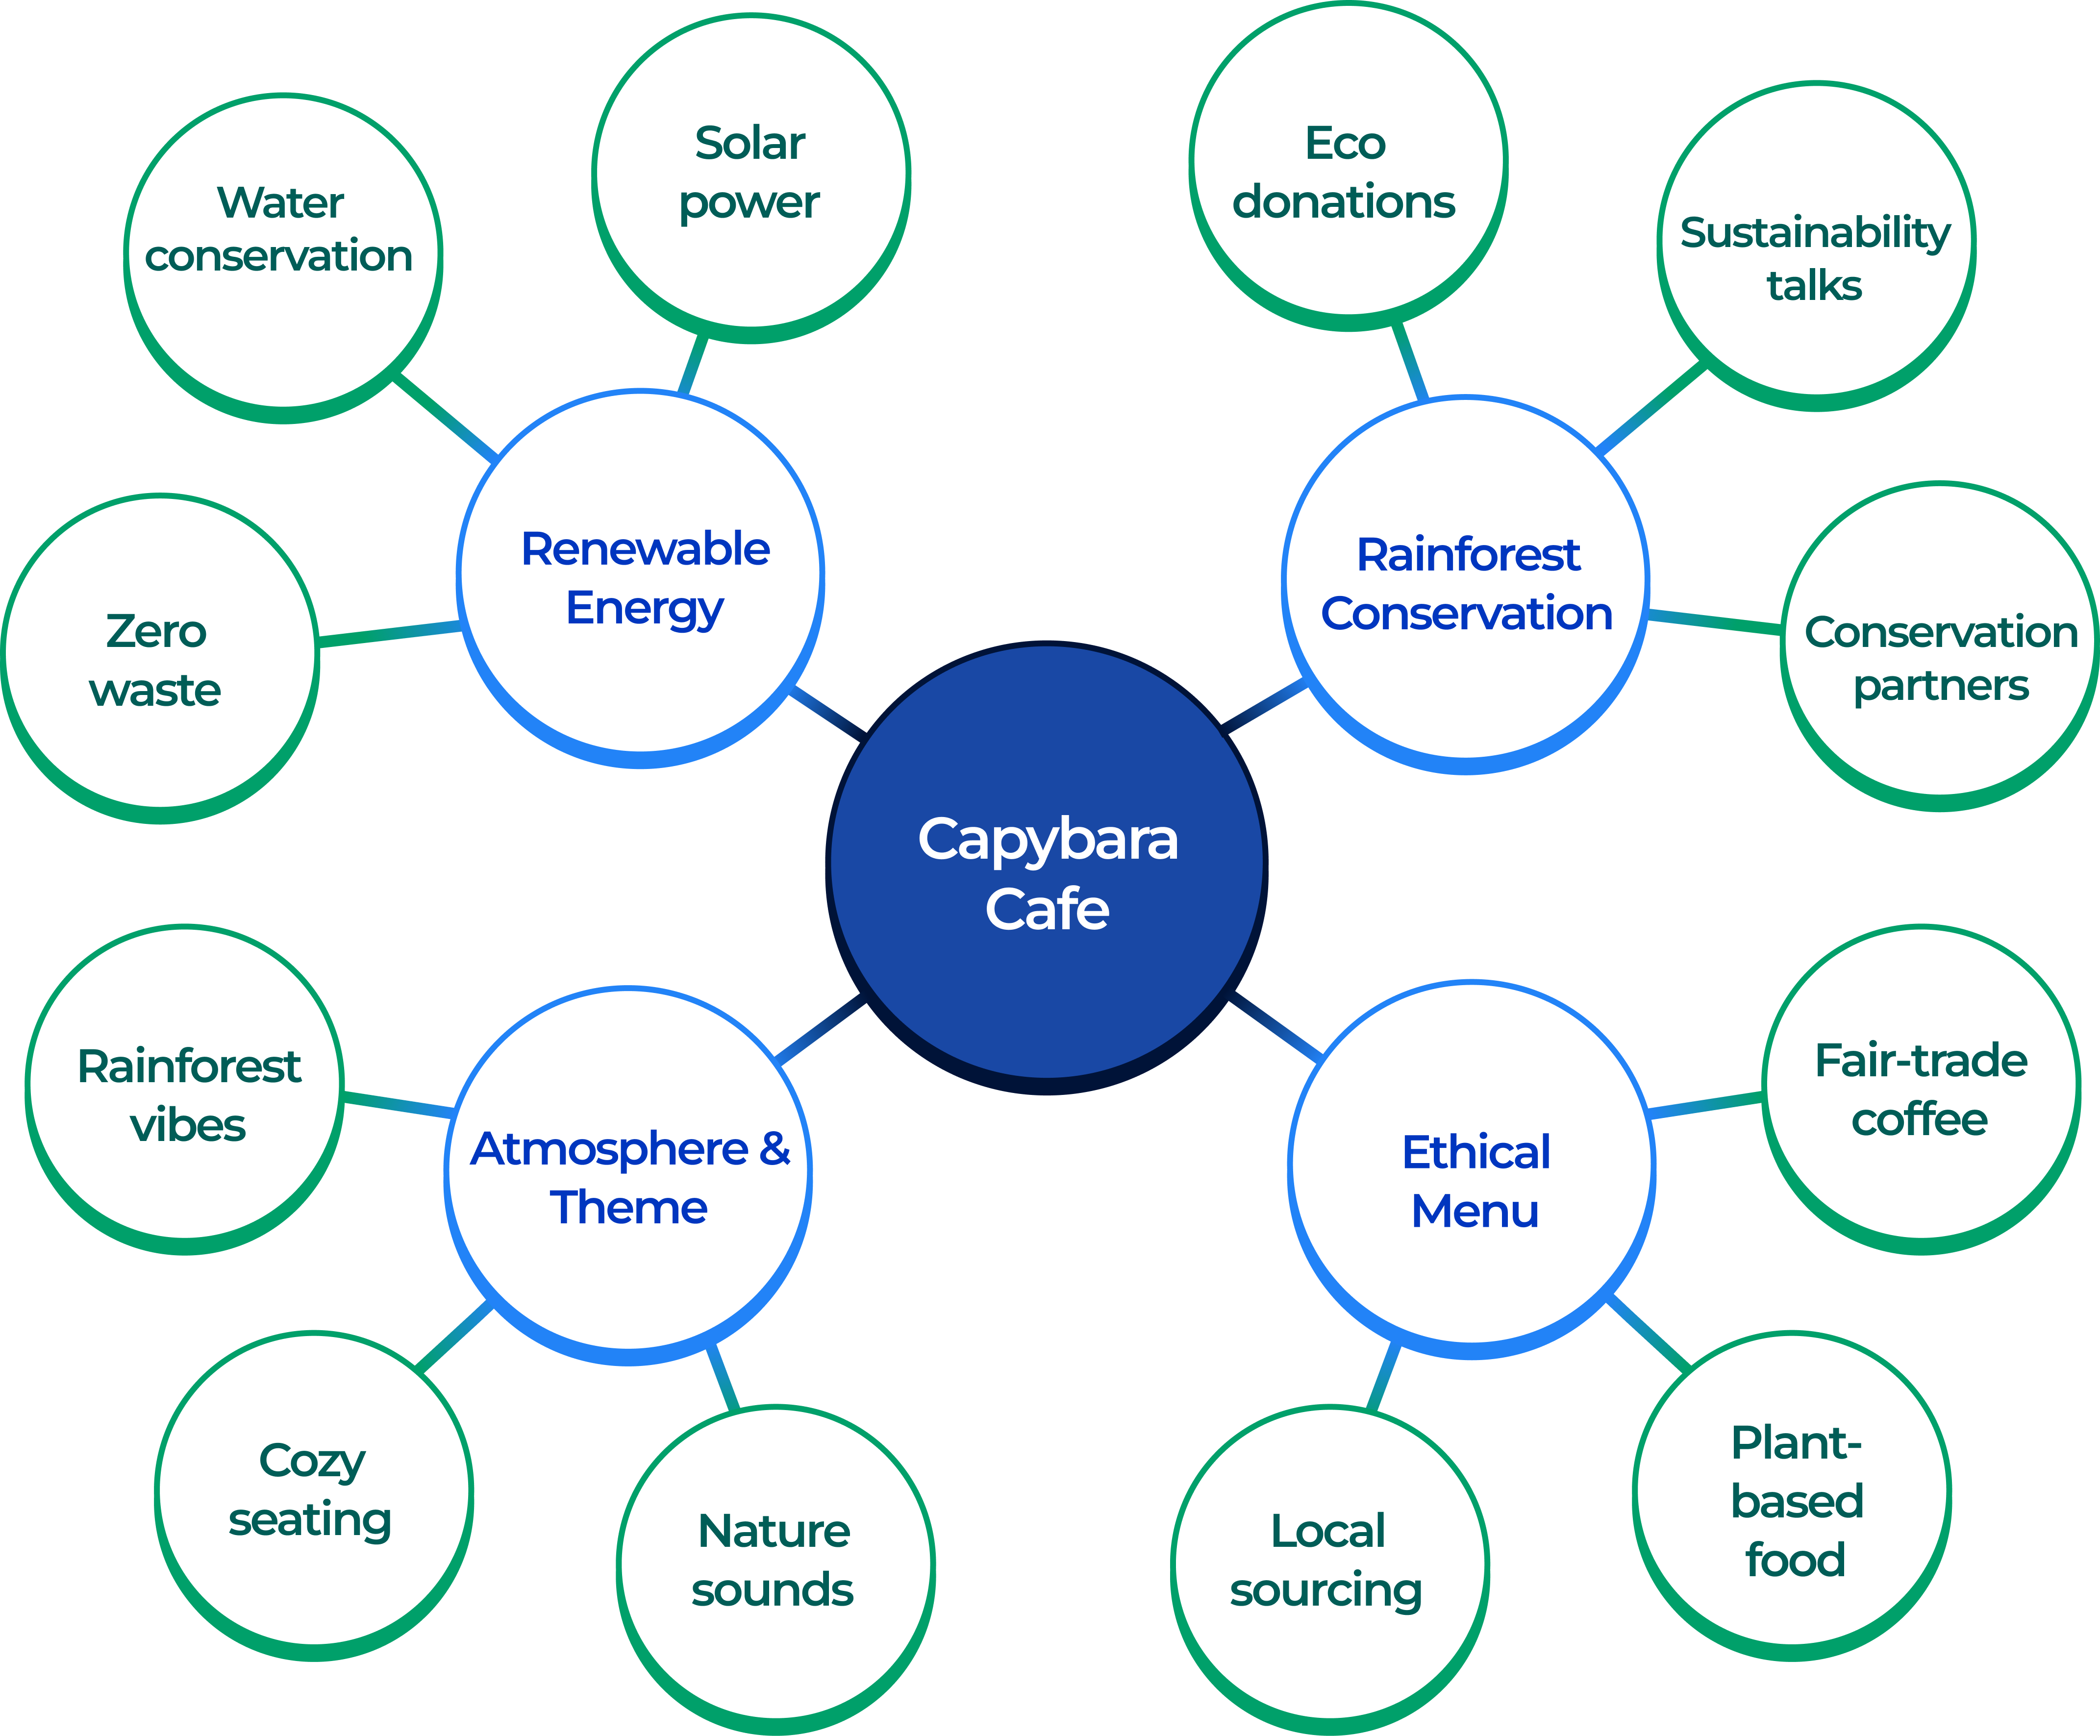 Water
conservation
Solar
power
Eco
donations
Sustainability
talks
Renewable
Energy
Rainforest
Conservation
Zero
waste
Conservation
partners
Capybara
Cafe
Rainforest
vibes
Atmosphere &
Theme
Ethical
Menu
Fair-trade
coffee
Cozy
seating
Nature
sounds
Local
sourcing
Plant-
based
food